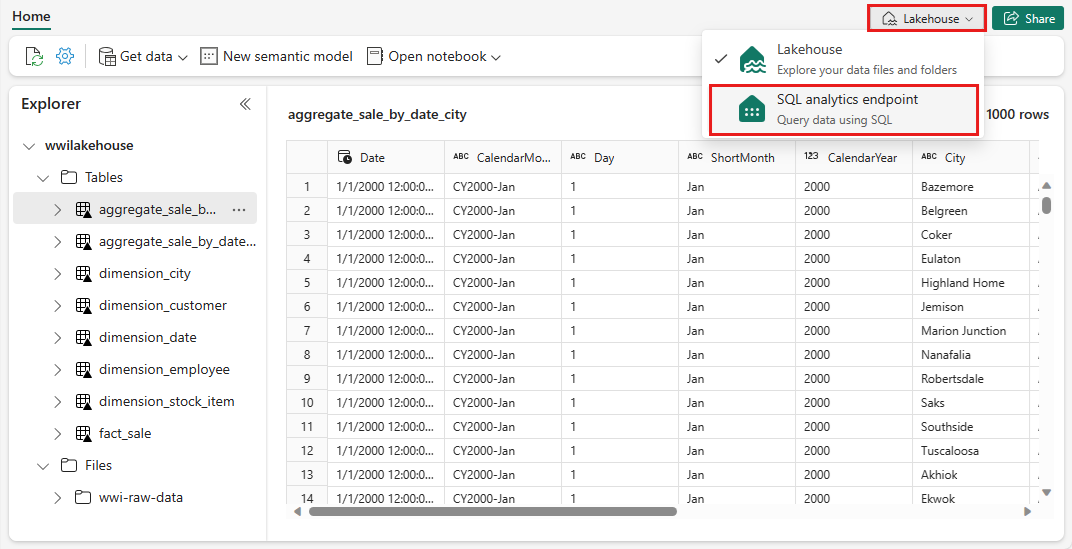 Home
Lakehouse
Share
Get data
New semantic model
Open notebook
Lakehouse
Explore your data files and folders
SQL analytics endpoint
Query data using SQL
Explorer
wwilakehouse
Tables
aggregate_sale_b... ...
aggregate_sale_by_date...
dimension_city
dimension_customer
dimension_date
dimension_employee
dimension_stock_item
fact_sale
Files
wwi-raw-data
aggregate_sale_by_date_city
1000 rows
Date ABC CalendarMo... ABC Day ABC ShortMonth 123 CalendarYear ABC City
1 1/1/2000 12:00:0... CY2000-Jan 1 Jan 2000 Bazemore
2 1/1/2000 12:00:0... CY2000-Jan 1 Jan 2000 Belgreen
3 1/1/2000 12:00:0... CY2000-Jan 1 Jan 2000 Coker
4 1/1/2000 12:00:0... CY2000-Jan 1 Jan 2000 Eulaton
5 1/1/2000 12:00:0... CY2000-Jan 1 Jan 2000 Highland Home
6 1/1/2000 12:00:0... CY2000-Jan 1 Jan 2000 Jemison
7 1/1/2000 12:00:0... CY2000-Jan 1 Jan 2000 Marion Junction
8 1/1/2000 12:00:0... CY2000-Jan 1 Jan 2000 Nanafalia
9 1/1/2000 12:00:0... CY2000-Jan 1 Jan 2000 Robertsdale
10 1/1/2000 12:00:0... CY2000-Jan 1 Jan 2000 Saks
11 1/1/2000 12:00:0... CY2000-Jan 1 Jan 2000 Southside
12 1/1/2000 12:00:0... CY2000-Jan 1 Jan 2000 Tuscaloosa
13 1/1/2000 12:00:0... CY2000-Jan 1 Jan 2000 Akhiok
14 1/1/2000 12:00:0... CY2000-Jan 1 Jan 2000 Ekwok